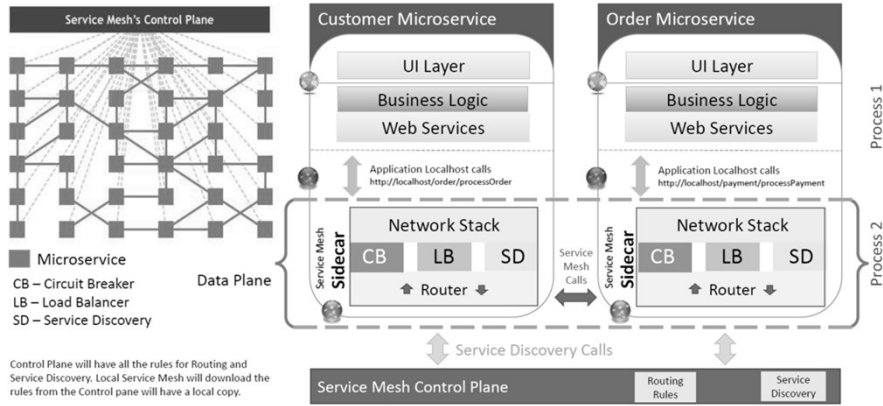 Service Mesh's Control Plane
Microservice
CB – Circuit Breaker
LB – Load Balancer
SD – Service Discovery
Control Plane will have all the rules for Routing and
Service Discovery. Local Service Mesh will download the
rules from the Control pane will have a local copy.
Customer Microservice
UI Layer
Business Logic
Web Services
Application Localhost calls
http://localhost/order/processOrder
Order Microservice
UI Layer
Business Logic
Web Services
Application Localhost calls
http://localhost/payment/processPayment
Process 1
Data Plane
Service Mesh
Sidecar
Network Stack
CB
LB
SD
Router
Service
Mesh
Calls
Service Mesh
Sidecar
Network Stack
CB
LB
SD
Router
Process 2
Service Discovery Calls
Service Mesh Control Plane
Routing
Rules
Service
Discovery